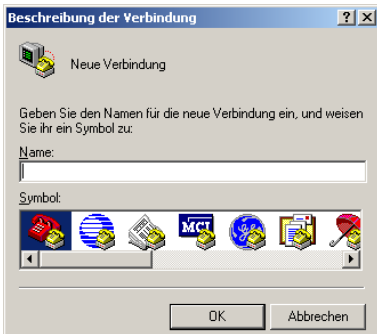 Beschreibung der Verbindung
Neue Verbindung
Geben Sie den Namen für die neue Verbindung ein, und weisen
Sie ihr ein Symbol zu:
Name:
Symbol:
MCI
OK Abbrechen